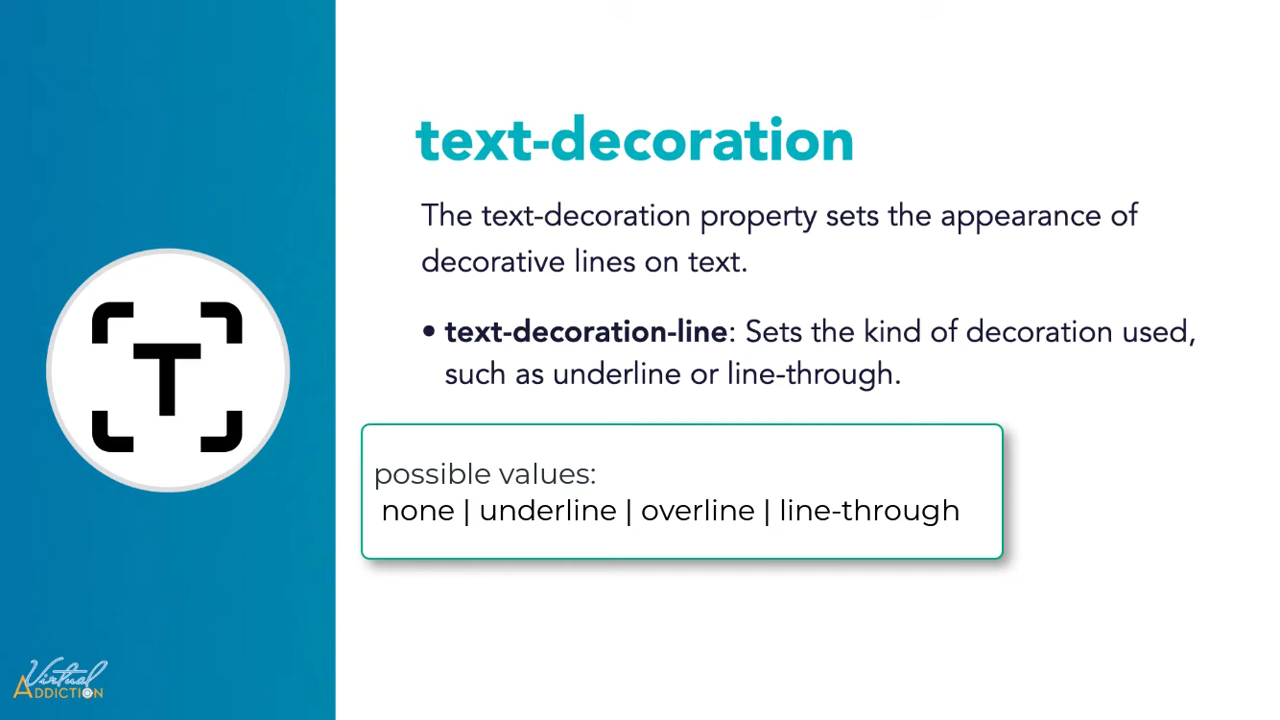 text-decoration
The text-decoration property sets the appearance of
decorative lines on text.
• text-decoration-line: Sets the kind of decoration used,
such as underline or line-through.
possible values:
none | underline | overline | line-through
T
Virtual
ADDICTION